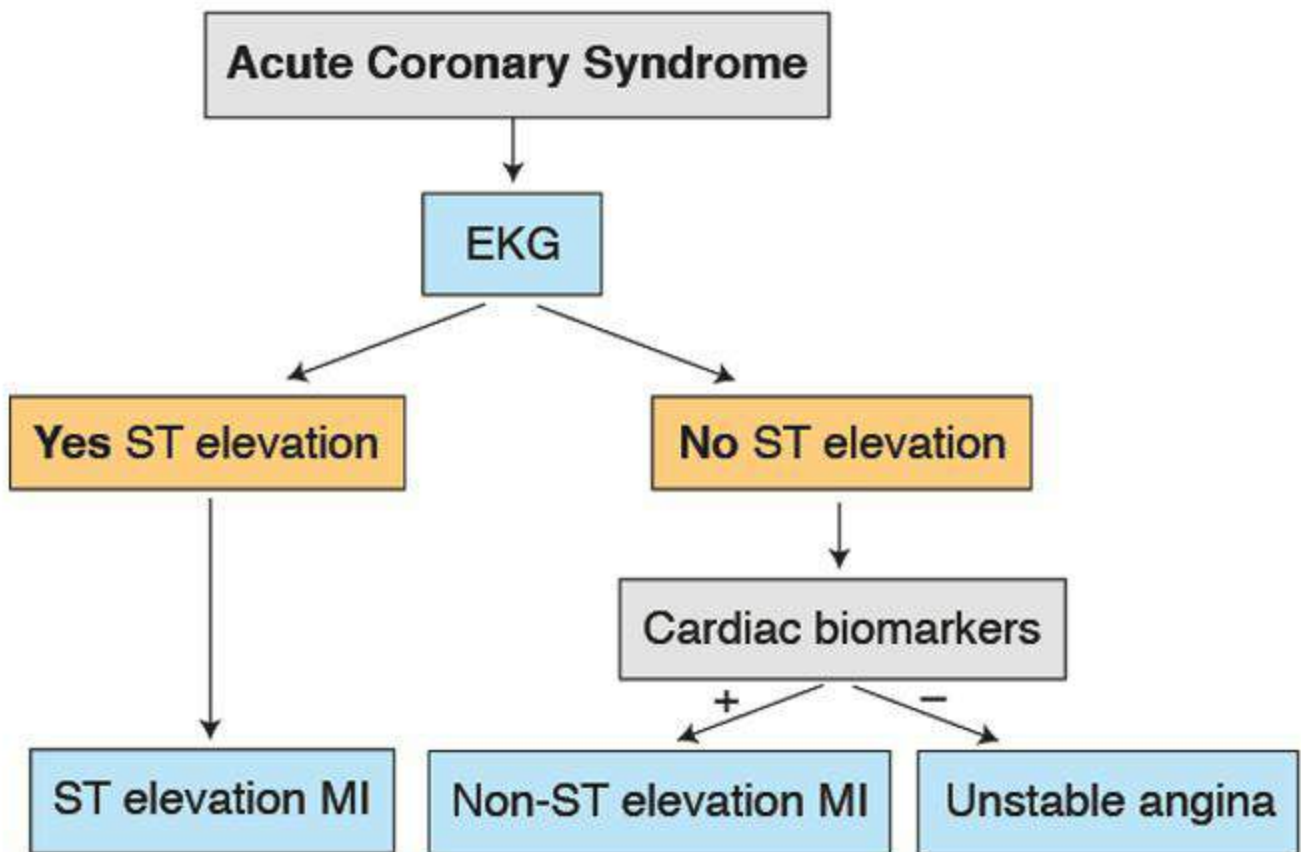 Acute Coronary Syndrome
EKG
Yes ST elevation
No ST elevation
Cardiac biomarkers
+
−
ST elevation MI
Non-ST elevation MI
Unstable angina